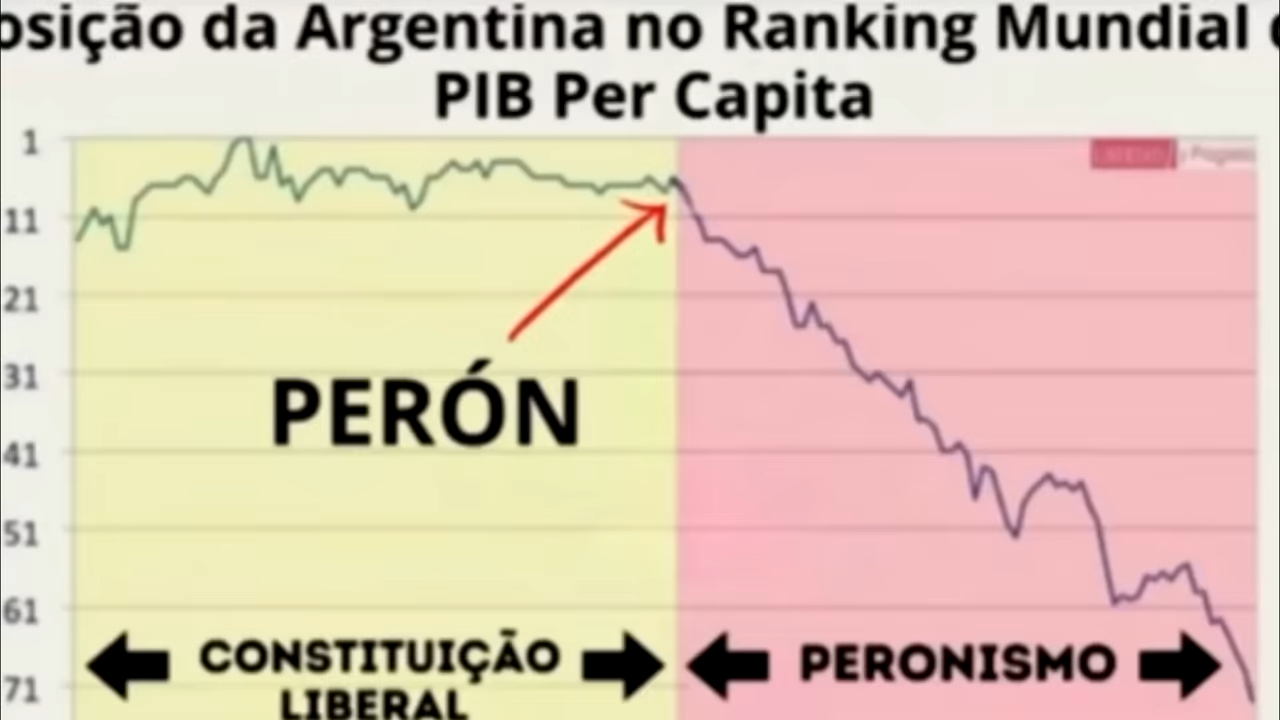 osição da Argentina no Ranking Mundial
PIB Per Capita
1
11
21
31
41
51
61
71
PERÓN
CONSTITUIÇÃO
LIBERAL
PERONISMO